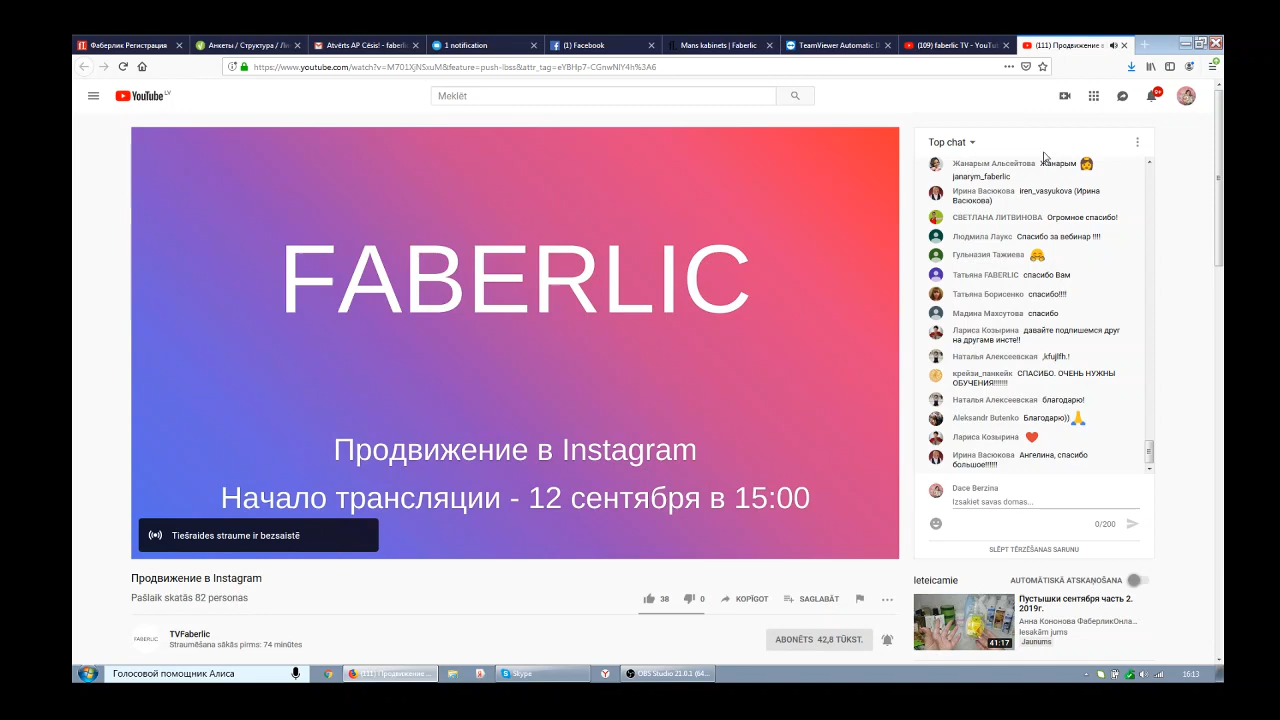 Фаберлик Регистрация
Анкеты / Структура / Ли
Atvērts AP Cēsis! - faberlic
1 notification
(1) Facebook
Mans kabinets | Faberlic
TeamViewer Automatic D
(109) faberlic TV - YouTu
(111) Продвижение в
https://www.youtube.com/watch?v=M701XjNSxuM&feature=push-lsss&attr_tag=eYBHp7-CGnwNIY4h%3A6
YouTube LV
Meklēt
9+
FABERLIC
Продвижение в Instagram
Начало трансляции - 12 сентября в 15:00
Tiešraides straume ir bezsaistē
Top chat
Жанарым Альсейтова Жанарым
janarym_faberlic
Ирина Васюкова iren_vasyukova (Ирина
Васюкова)
СВЕТЛАНА ЛИТВИНОВА Огромное спасибо!
Людмила Лаукс Спасибо за вебинар !!!!
Гульназия Тажиева
Татьяна FABERLIC спасибо Вам
Татьяна Борисенко спасибо!!!!
Мадина Махсутова спасибо
Лариса Козырина давайте подпишемся друг
на другамв инсте!!
Наталья Алексеевская ,kfujlfh.!
крейзи_панкейк СПАСИБО. ОЧЕНЬ НУЖНЫ
ОБУЧЕНИЯ!!!!!!!
Наталья Алексеевская благодарю!
Aleksandr Butenko Благодарю))
Лариса Козырина
Ирина Васюкова Ангелина, спасибо
большое!!!!!!
Dace Berzina
Izsakiet savas domas...
0/200
SLĒPT TĒRZĒŠANAS SARUNU
Продвижение в Instagram
Pašlaik skatās 82 personas
38
0
KOPĪGOT
SAGLABĀT
FABERLIC
TVFaberlic
Straumēšana sākās pirms: 74 minūtes
ABONĒTS 42,8 TŪKST.
Ieteicamie
AUTOMĀTISKĀ ATSKAŅOŠANA
Пустышки сентября часть 2.
2019г.
Анна Кононова ФаберликОнла...
Iesakām jums
Jaunums
41:17
Голосовой помощник Алиса
(111) Продвижение ...
Skype
OBS Studio 21.0.1 (64...
16:13